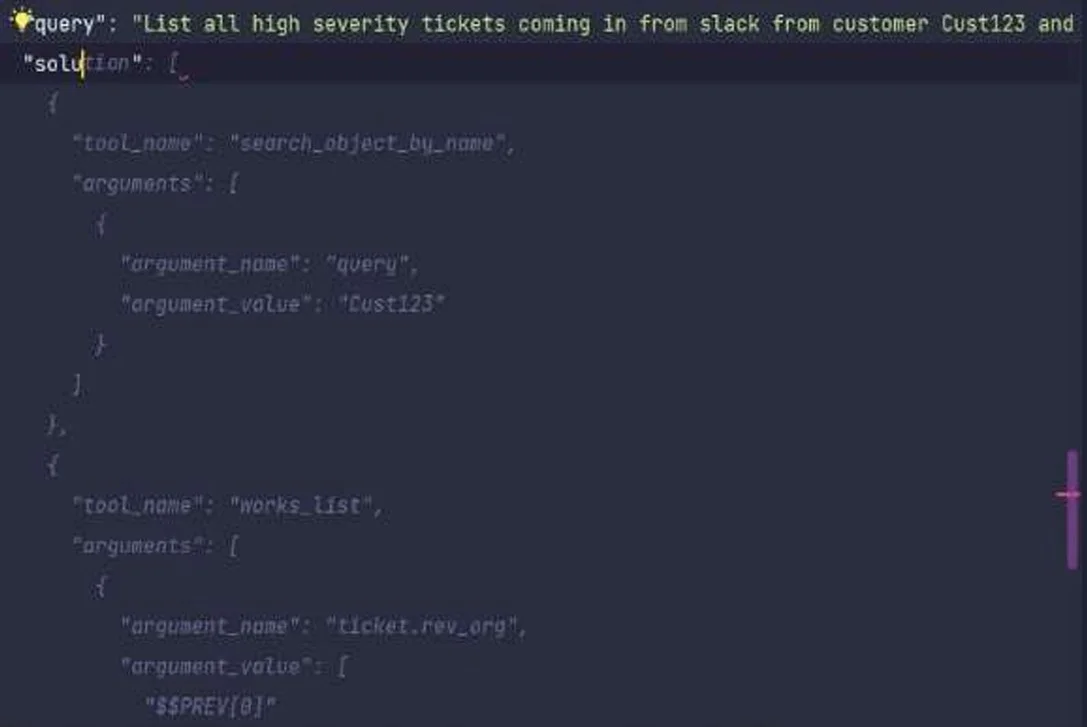 query": "List all high severity tickets coming in from slack from customer Cust123 and
"solution": [
{
"tool_name": "search_object_by_name",
"arguments": [
{
"argument_name": "query",
"argument_value": "Cust123"
}
]
},
{
"tool_name": "works_list",
"arguments": [
{
"argument_name": "ticket.rev_org",
"argument_value": [
"$$PREV[0]"